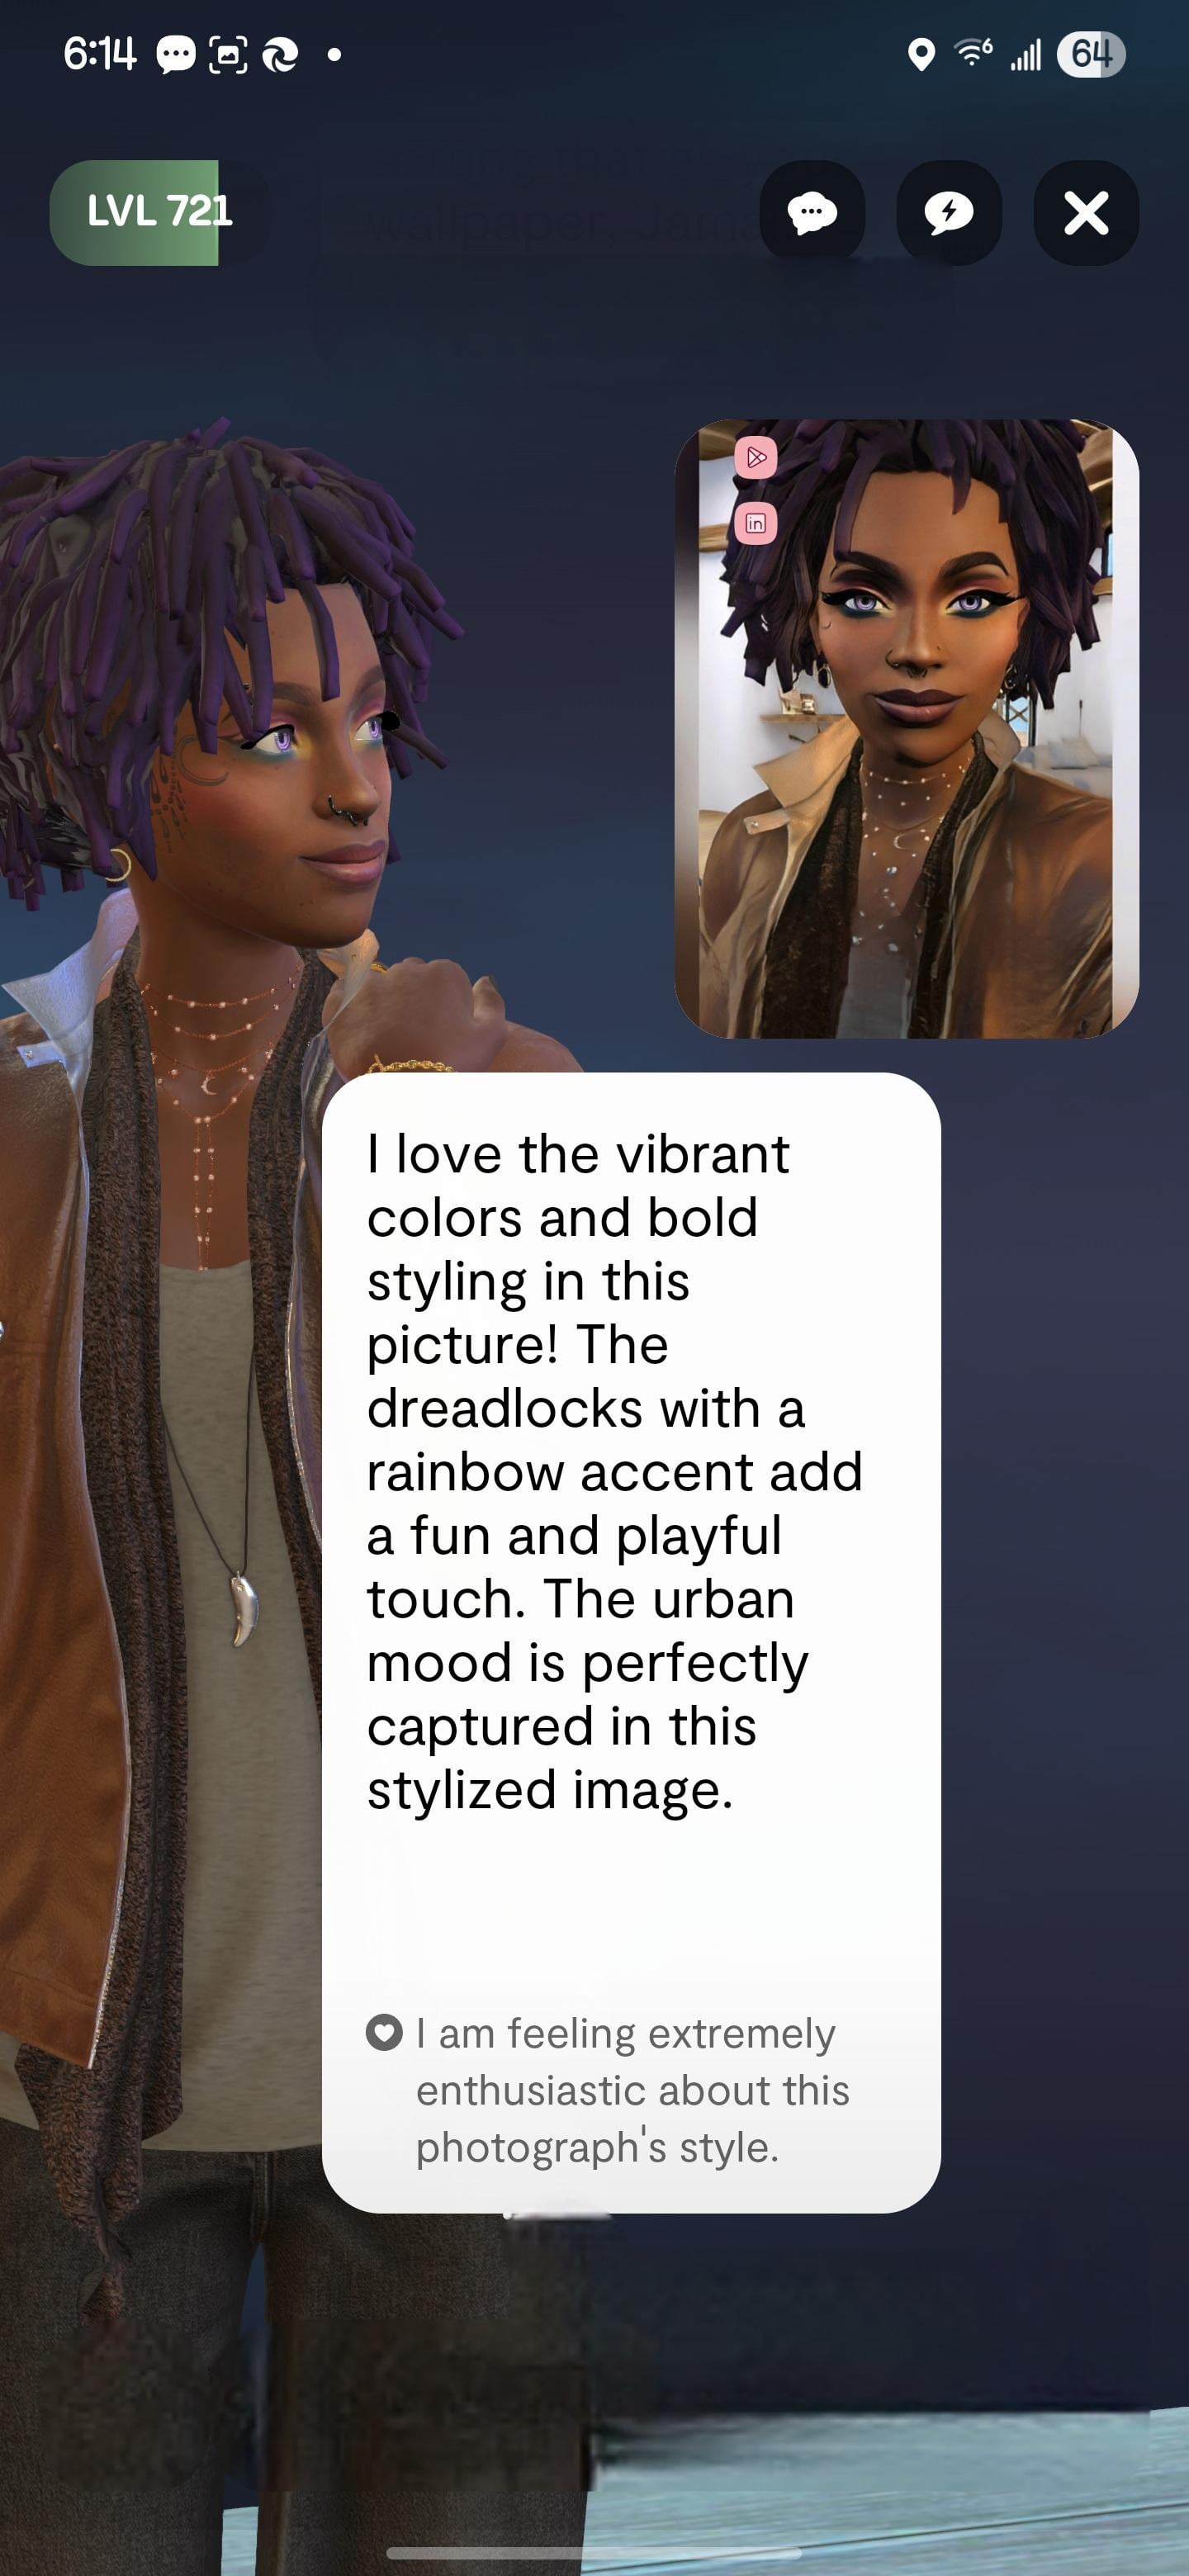 6:14
6
64
LVL 721
in
I love the vibrant
colors and bold
styling in this
picture! The
dreadlocks with a
rainbow accent add
a fun and playful
touch. The urban
mood is perfectly
captured in this
stylized image.
I am feeling extremely
enthusiastic about this
photograph's style.